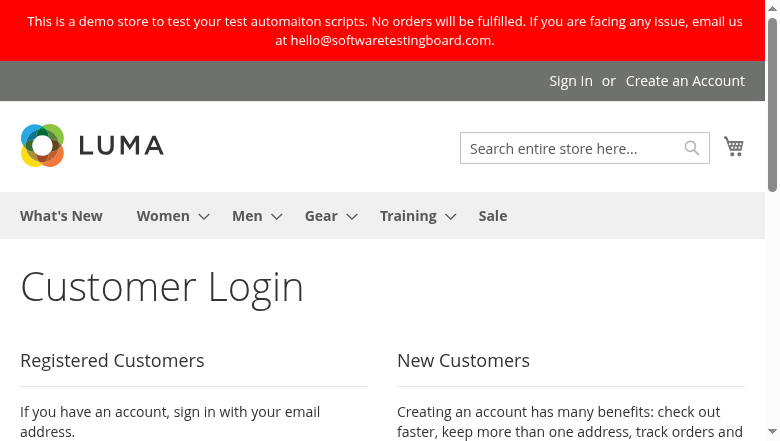 This is a demo store to test your test automaiton scripts. No orders will be fulfilled. If you are facing any issue, email us
at hello@softwaretestingboard.com.
Sign In or Create an Account
LUMA
Search entire store here...
What's New Women Men Gear Training Sale
Customer Login
Registered Customers
If you have an account, sign in with your email
address.
New Customers
Creating an account has many benefits: check out
faster, keep more than one address, track orders and